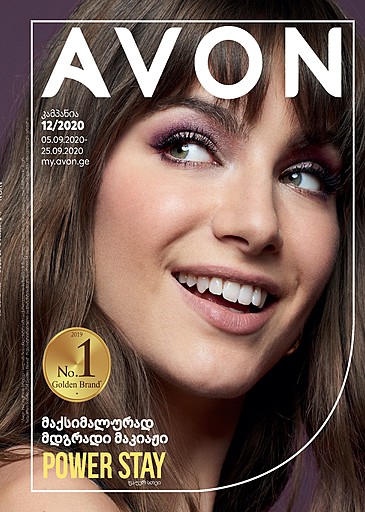 AVON
კამპანია
12/2020
05.09.2020-
25.09.2020
my.avon.ge
2019
No.1
Golden Brand
მაქსიმალურად
მდგრადი მაკიაჟი
POWER STAY